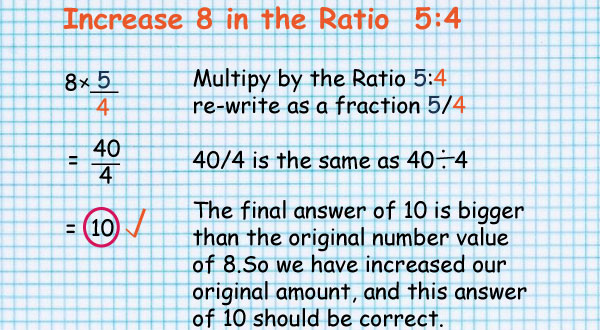 Increase 8 in the Ratio 5:4
8× 5/4 Multipy by the Ratio 5:4
re-write as a fraction 5/4
= 40/4 40/4 is the same as 40÷4
= 10 ✓ The final answer of 10 is bigger
than the original number value
of 8.So we have increased our
original amount, and this answer
of 10 should be correct.